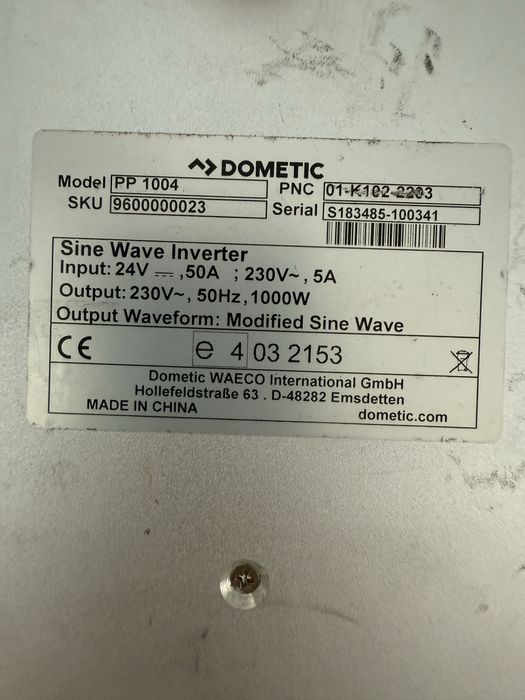 DOMETIC
Model PP 1004 PNC 01-K102-2203
SKU 9600000023 Serial S183485-100341
Sine Wave Inverter
Input: 24V ⎓ ,50A ; 230V~, 5A
Output: 230V~, 50Hz, 1000W
Output Waveform: Modified Sine Wave
CE e 4 03 2153
Dometic WAECO International GmbH
Hollefeldstraße 63 . D-48282 Emsdetten
MADE IN CHINA dometic.com